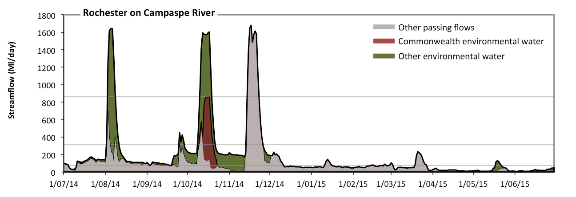 Rochester on Campaspe River
Streamflow (Ml/day)
1800
1600
1400
1200
1000
800
600
400
200
0
Other passing flows
Commonwealth environmental water
Other environmental water
1/07/14 1/08/14 1/09/14 1/10/14 1/11/14 1/12/14 1/01/15 1/02/15 1/03/15 1/04/15 1/05/15 1/06/15